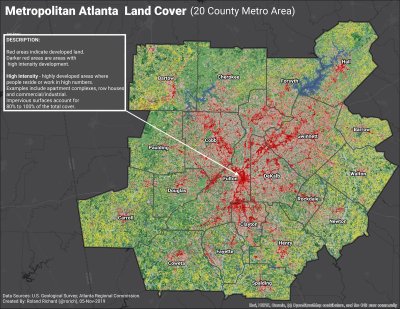 Metropolitan Atlanta Land Cover (20 County Metro Area)
DESCRIPTION:
Red areas indicate developed land.
Darker red areas are areas with
high intensity development.
High Intensity - highly developed areas where
people reside or work in high numbers.
Examples include apartment complexes, row houses
and commercial/industrial.
Impervious surfaces account for
80% to 100% of the total cover.
Hall
Bartow
Cherokee
Forsyth
Cobb
Gwinnett
Barrow
Paulding
Fulton
DeKalb
Walton
Douglas
Rockdale
Carroll
Newton
Clayton
Henry
Fayette
Coweta
Spalding
Data Sources: U.S. Geological Survey, Atlanta Regional Commission.
Created By: Roland Richard (@rorich), 05-Nov-2019
Esri, HERE, Garmin, (c) OpenStreetMap contributors, and the GIS user community